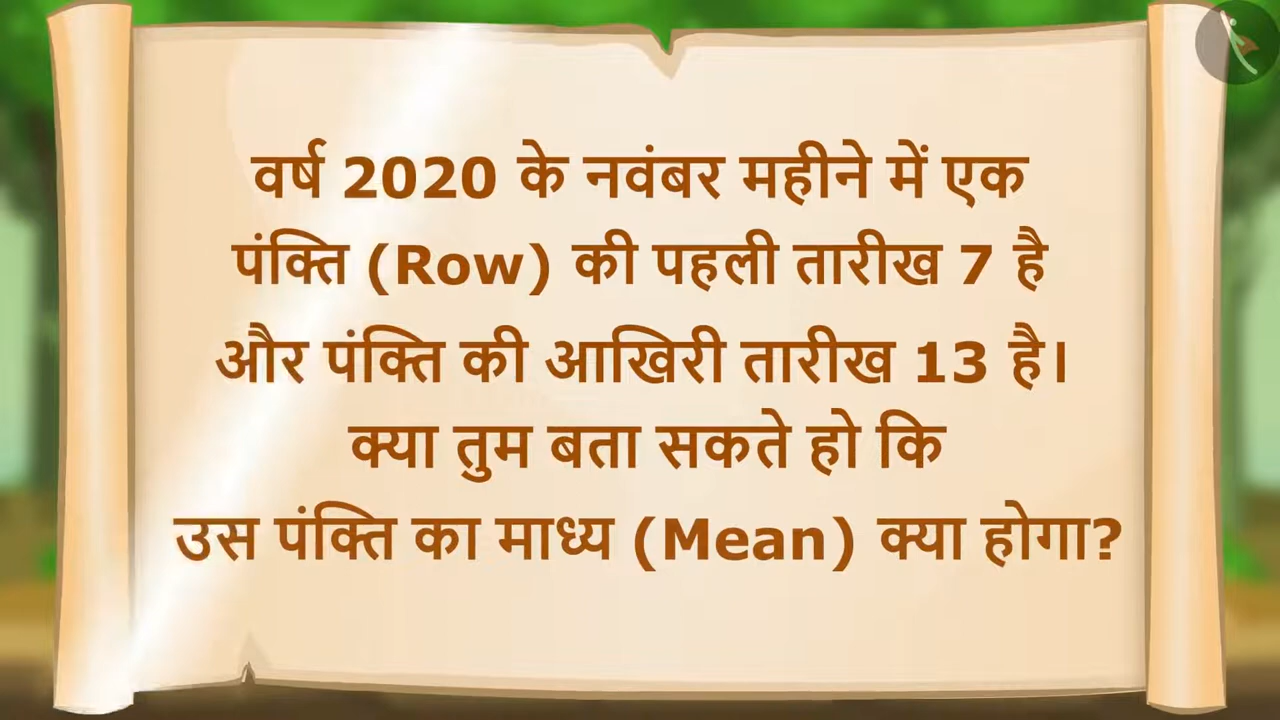 वर्ष 2020 के नवंबर महीने में एक
पंक्ति (Row) की पहली तारीख 7 है
और पंक्ति की आखिरी तारीख 13 है।
क्या तुम बता सकते हो कि
उस पंक्ति का माध्य (Mean) क्या होगा?